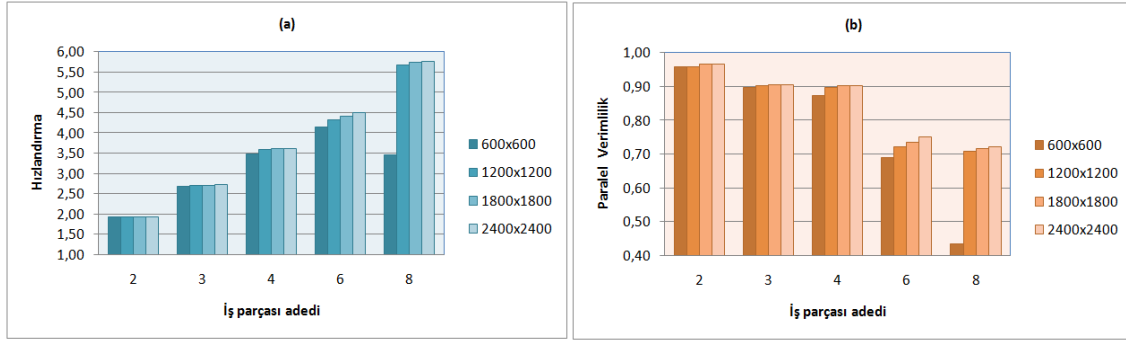 (a)
Hızlandırma
6,00
5,50
5,00
4,50
4,00
3,50
3,00
2,50
2,00
1,50
1,00
2 3 4 6 8
İş parçası adedi
600x600
1200x1200
1800x1800
2400x2400
(b)
Paralel Verimlilik
1,00
0,90
0,80
0,70
0,60
0,50
0,40
2 3 4 6 8
İş parçası adedi
600x600
1200x1200
1800x1800
2400x2400